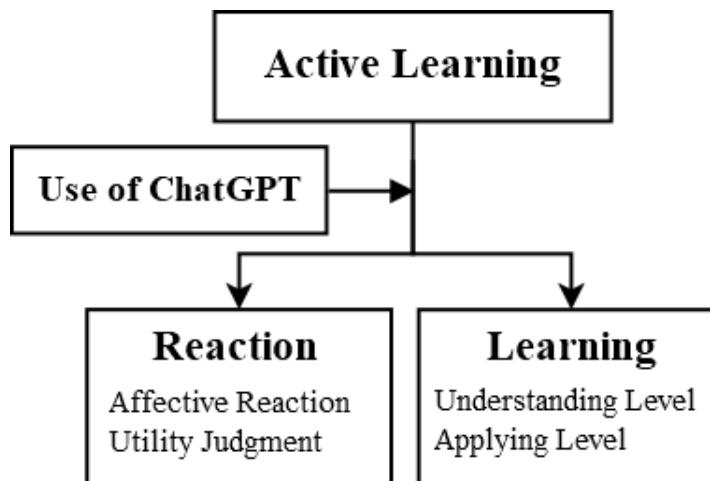 Active Learning
Use of ChatGPT
Reaction
Affective Reaction
Utility Judgment
Learning
Understanding Level
Applying Level